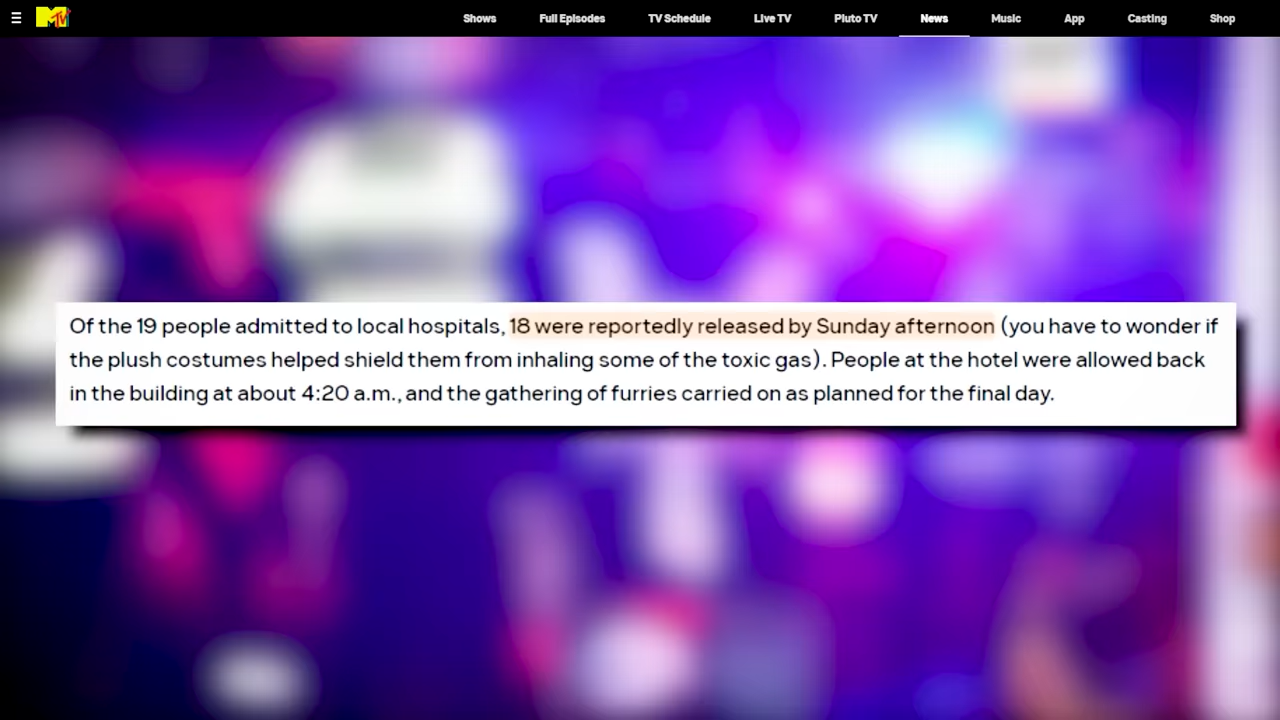 MTV
Shows Full Episodes TV Schedule Live TV Pluto TV News Music App Casting Shop
Of the 19 people admitted to local hospitals, 18 were reportedly released by Sunday afternoon (you have to wonder if
the plush costumes helped shield them from inhaling some of the toxic gas). People at the hotel were allowed back
in the building at about 4:20 a.m., and the gathering of furries carried on as planned for the final day.